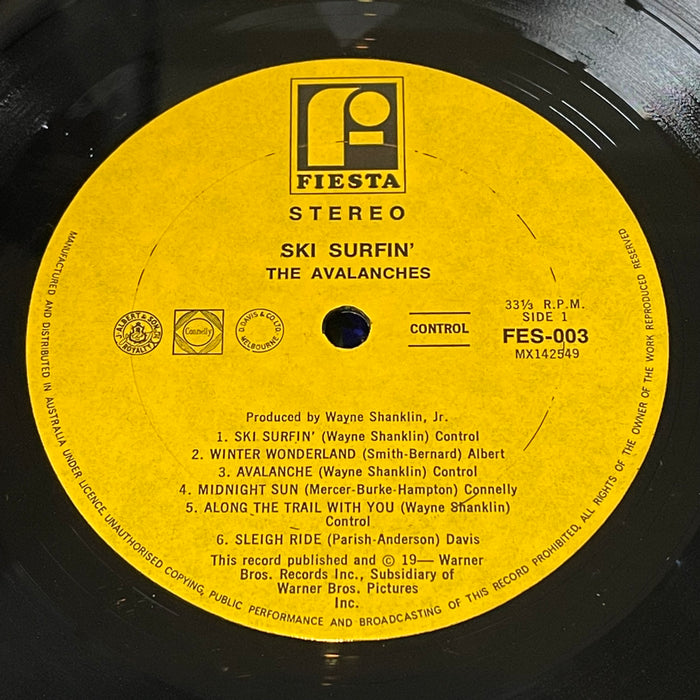 FIESTA
STEREO
SKI SURFIN'
THE AVALANCHES
J. ALBERT & SON
ROYALTY
Connelly
D. DAVIS & CO. LTD.
MELBOURNE
CONTROL
33⅓ R.P.M.
SIDE 1
FES-003
MX142549
Produced by Wayne Shanklin, Jr.
1. SKI SURFIN' (Wayne Shanklin) Control
2. WINTER WONDERLAND (Smith-Bernard) Albert
3. AVALANCHE (Wayne Shanklin) Control
4. MIDNIGHT SUN (Mercer-Burke-Hampton) Connelly
5. ALONG THE TRAIL WITH YOU (Wayne Shanklin)
Control
6. SLEIGH RIDE (Parish-Anderson) Davis
This record published and © 19— Warner
Bros. Records Inc., Subsidiary of
Warner Bros. Pictures
Inc.
MANUFACTURED AND DISTRIBUTED IN AUSTRALIA UNDER LICENCE. UNAUTHORISED COPYING, PUBLIC PERFORMANCE AND BROADCASTING OF THIS RECORD PROHIBITED. ALL RIGHTS OF THE OWNER OF THE WORK REPRODUCED RESERVED